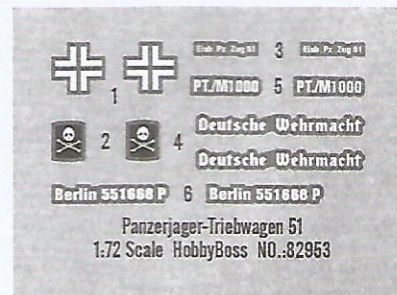 Eisb Pz Zug 51 3 Eisb Pz Zug 51
PT./M1000 5 PT./M1000
1
2 4 Deutsche Wehrmacht
Deutsche Wehrmacht
Berlin 551668 P 6 Berlin 551668 P
Panzerjager-Triebwagen 51
1:72 Scale HobbyBoss NO.:82953